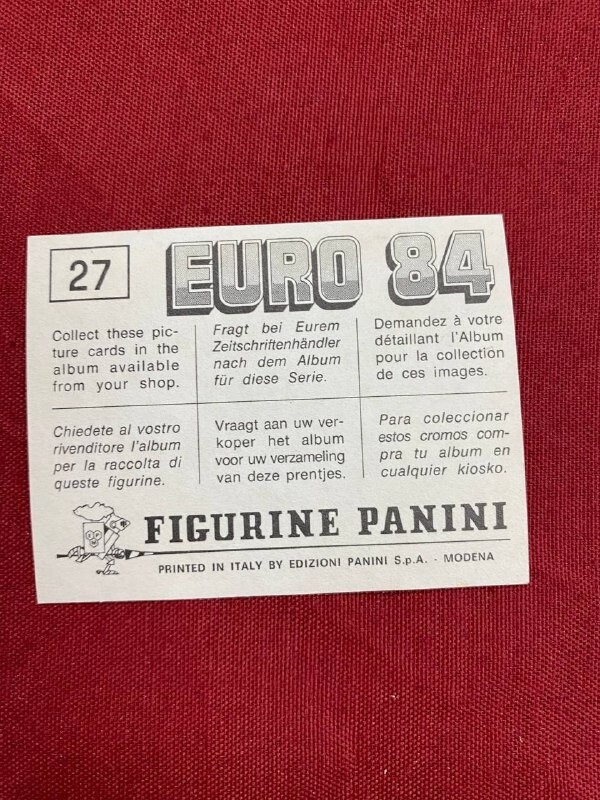 27
EURO 84
Collect these pic-
ture cards in the
album available
from your shop.
Fragt bei Eurem
Zeitschriftenhändler
nach dem Album
für diese Serie.
Demandez à votre
détaillant l'Album
pour la collection
de ces images.
Chiedete al vostro
rivenditore l'album
per la raccolta di
queste figurine.
Vraagt aan uw ver-
koper het album
voor uw verzameling
van deze prentjes.
Para coleccionar
estos cromos com-
pra tu album en
cualquier kiosko.
FIGURINE PANINI
PRINTED IN ITALY BY EDIZIONI PANINI S.p.A. - MODENA